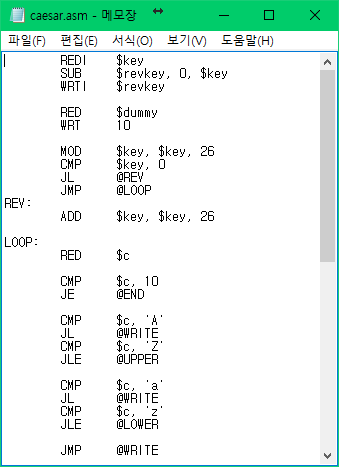 caesar.asm - 메모장
파일(F) 편집(E) 서식(O) 보기(V) 도움말(H)
REDI $key
SUB $revkey, 0, $key
WRTI $revkey
RED $dummy
WRT 10
MOD $key, $key, 26
CMP $key, 0
JL @REV
JMP @LOOP
REV:
ADD $key, $key, 26
LOOP:
RED $c
CMP $c, 10
JE @END
CMP $c, 'A'
JL @WRITE
CMP $c, 'Z'
JLE @UPPER
CMP $c, 'a'
JL @WRITE
CMP $c, 'z'
JLE @LOWER
JMP @WRITE